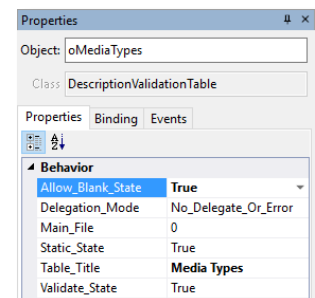 Properties
Object: oMediaTypes
Class DescriptionValidationTable
Properties Binding Events
Behavior
Allow_Blank_State True
Delegation_Mode No_Delegate_Or_Error
Main_File 0
Static_State True
Table_Title Media Types
Validate_State True